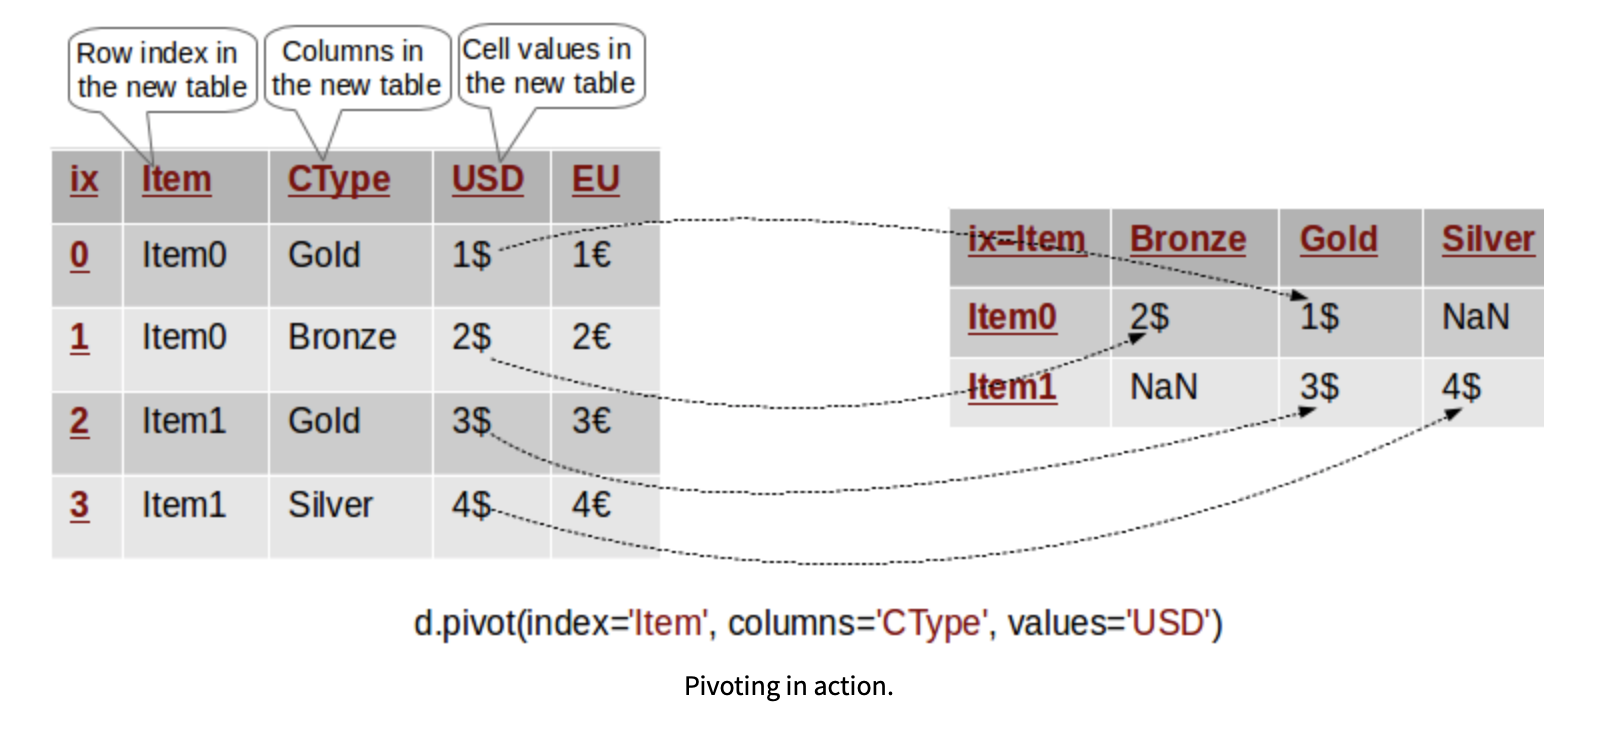 Row index in
the new table
Columns in
the new table
Cell values in
the new table
ix Item CType USD EU
0 Item0 Gold 1$ 1€
1 Item0 Bronze 2$ 2€
2 Item1 Gold 3$ 3€
3 Item1 Silver 4$ 4€
ix=Item Bronze Gold Silver
Item0 2$ 1$ NaN
Item1 NaN 3$ 4$
d.pivot(index='Item', columns='CType', values='USD')
Pivoting in action.